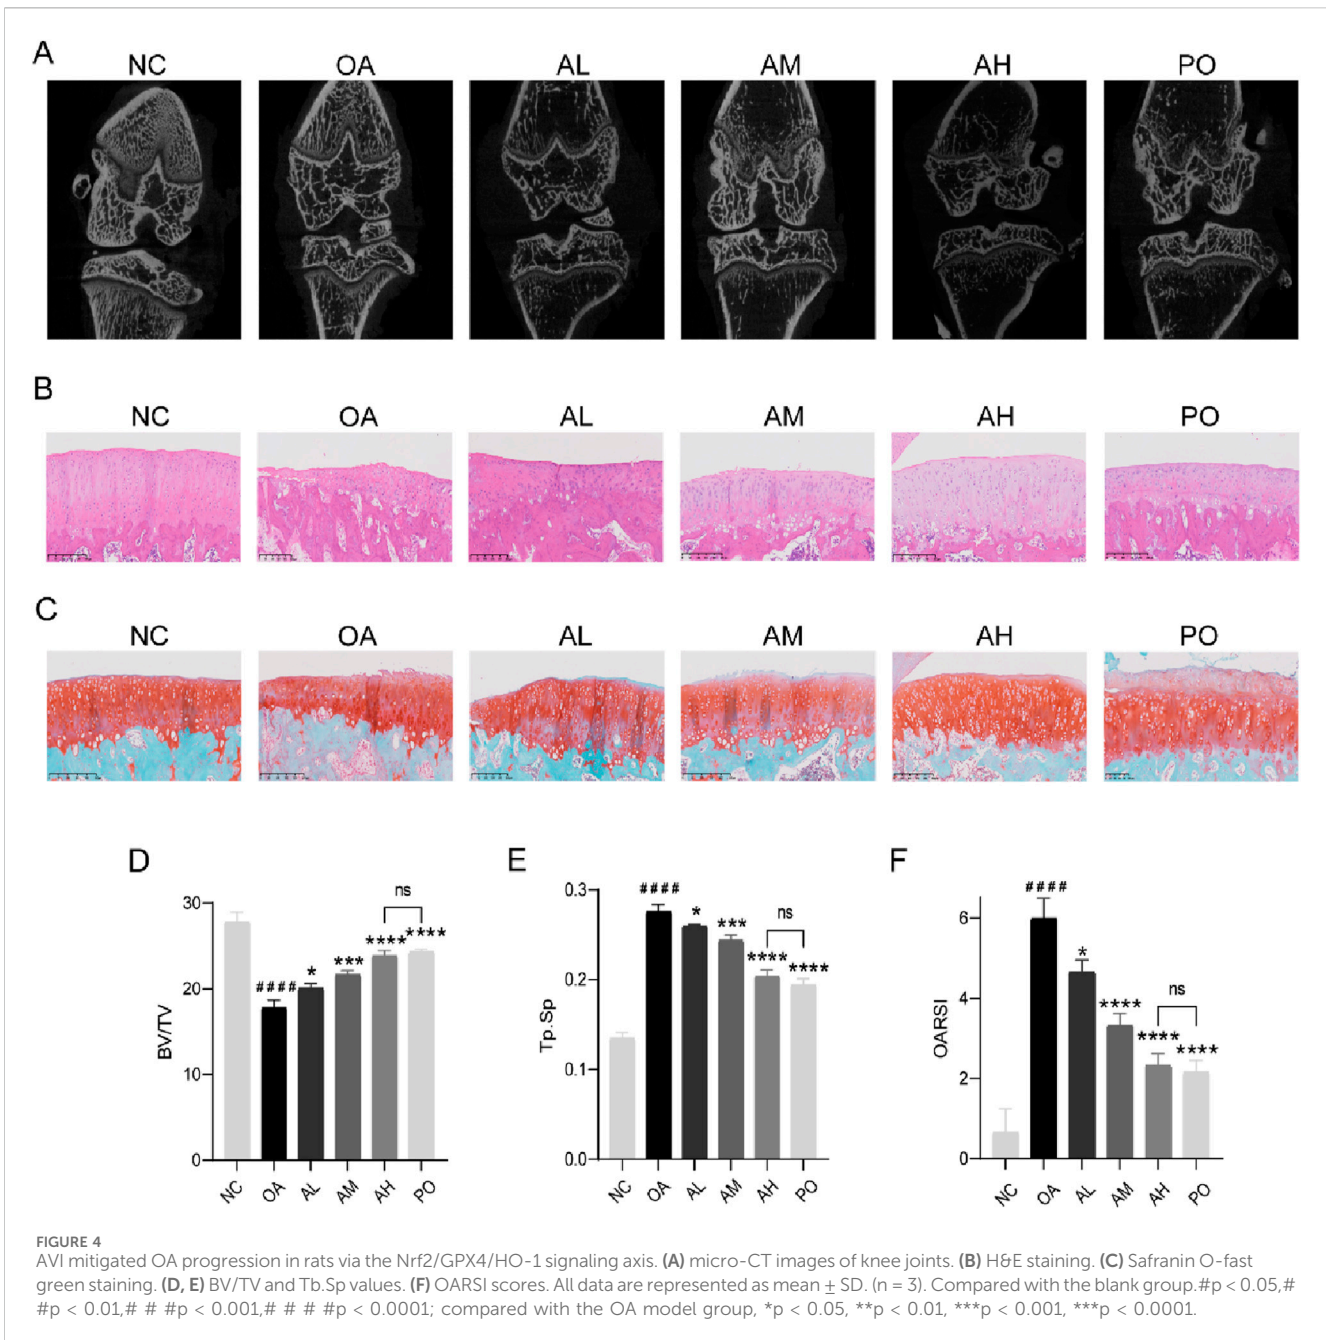 A
NC OA AL AM AH PO
B
NC OA AL AM AH PO
C
NC OA AL AM AH PO
D
BV/TV
30
20
10
0
#### * *** **** ns ****
NC OA AL AM AH PO
E
Tp.Sp
0.3
0.2
0.1
0.0
#### * *** **** ns ****
NC OA AL AM AH PO
F
OARSI
6
4
2
0
#### * **** **** ns ****
NC OA AL AM AH PO
FIGURE 4
AVI mitigated OA progression in rats via the Nrf2/GPX4/HO-1 signaling axis. (A) micro-CT images of knee joints. (B) H&E staining. (C) Safranin O-fast
green staining. (D, E) BV/TV and Tb.Sp values. (F) OARSI scores. All data are represented as mean ± SD. (n = 3). Compared with the blank group.#p < 0.05,#
#p < 0.01,# # #p < 0.001,# # # #p < 0.0001; compared with the OA model group, *p < 0.05, **p < 0.01, ***p < 0.001, ***p < 0.0001.